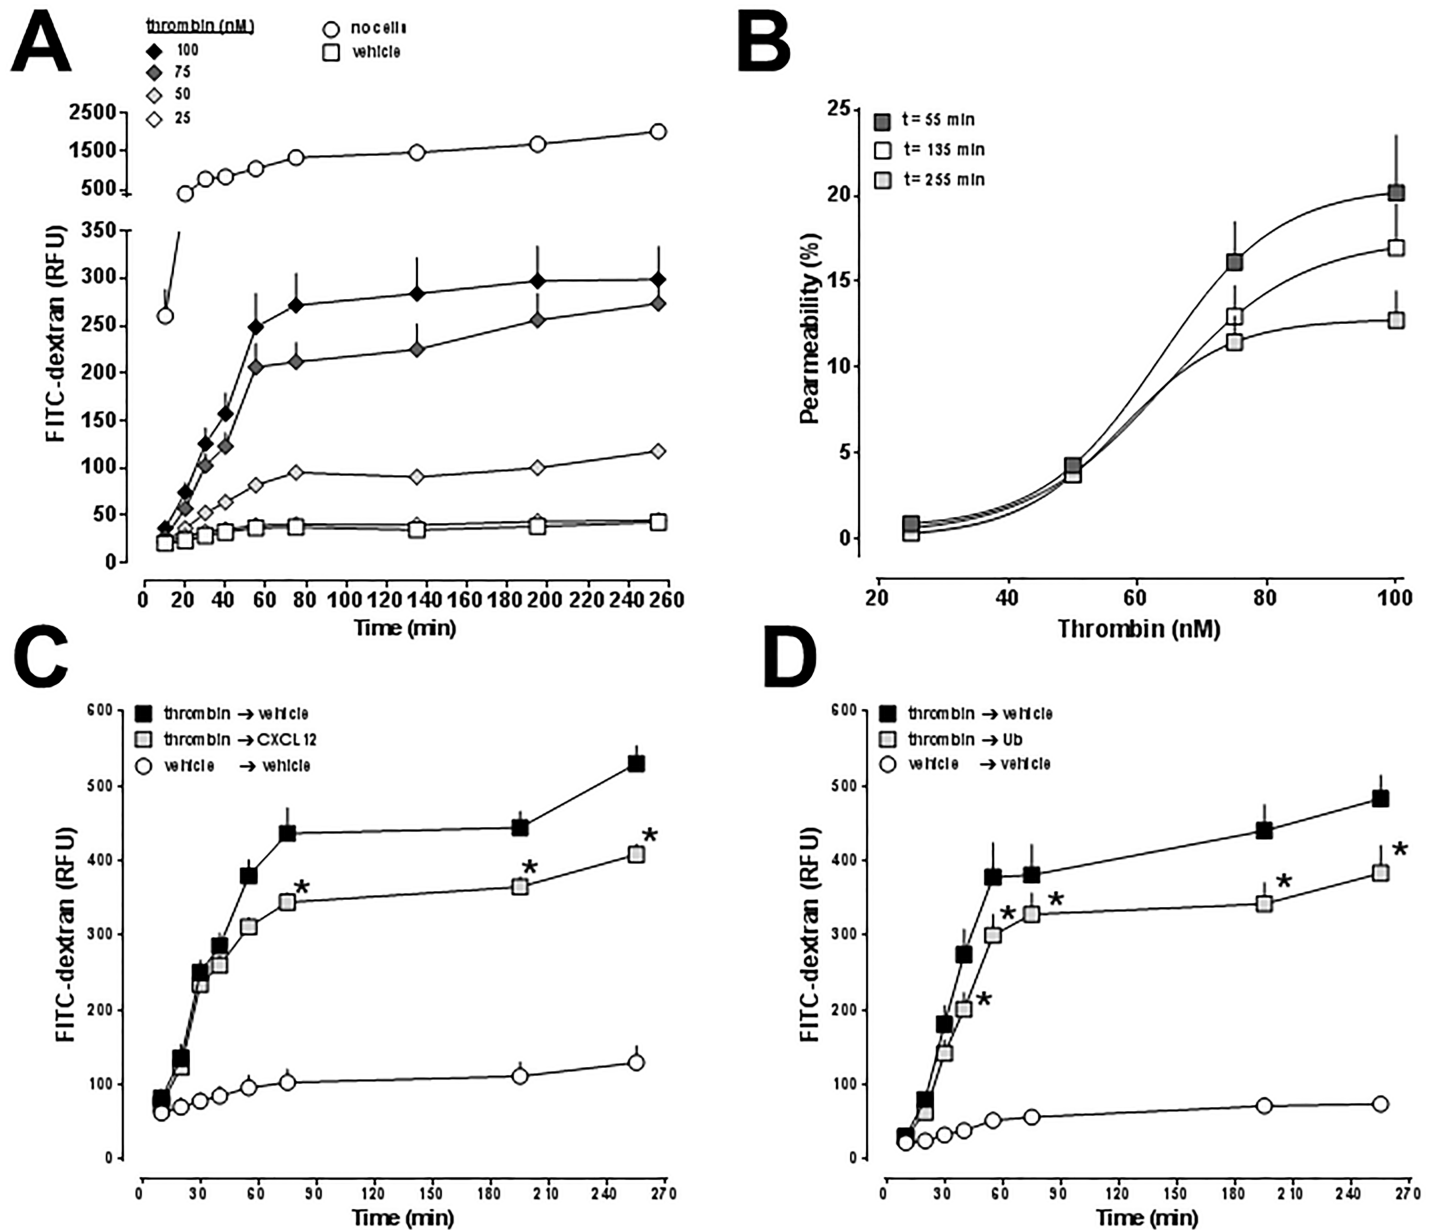 A
thrombin (nM)
100
75
50
25
no cells
vehicle
2500
1500
500
350
300
250
200
150
100
50
0
FITC-dextran (RFU)
0 20 40 60 80 100 120 140 160 180 200 220 240 260
Time (min)
B
t = 55 min
t = 135 min
t = 255 min
25
20
15
10
5
0
Pearmeability (%)
20 40 60 80 100
Thrombin (nM)
C
thrombin → vehicle
thrombin → CXCL12
vehicle → vehicle
600
500
400
300
200
100
0
FITC-dextran (RFU)
*
*
*
0 30 60 90 120 150 180 210 240 270
Time (min)
D
thrombin → vehicle
thrombin → Ub
vehicle → vehicle
600
500
400
300
200
100
0
FITC-dextran (RFU)
*
*
*
*
*
0 30 60 90 120 150 180 210 240 270
Time (min)